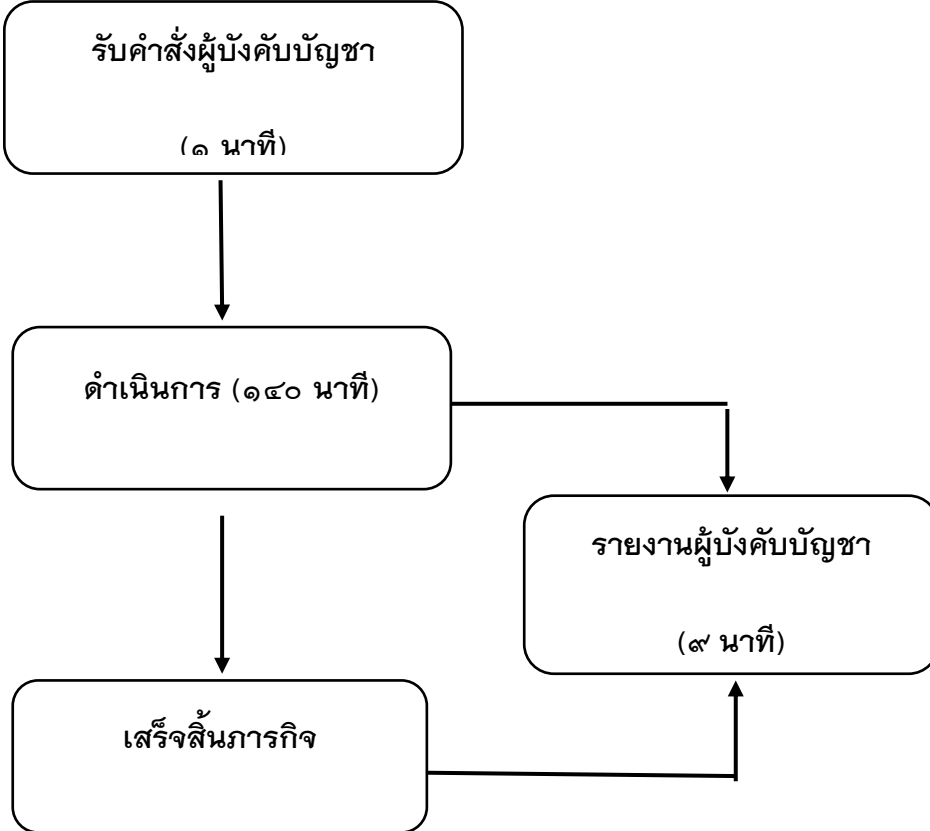 รับคำสั่งผู้บังคับบัญชา
(๑ นาที)
ดำเนินการ (๑๔๐ นาที)
รายงานผู้บังคับบัญชา
(๙ นาที)
เสร็จสิ้นภารกิจ